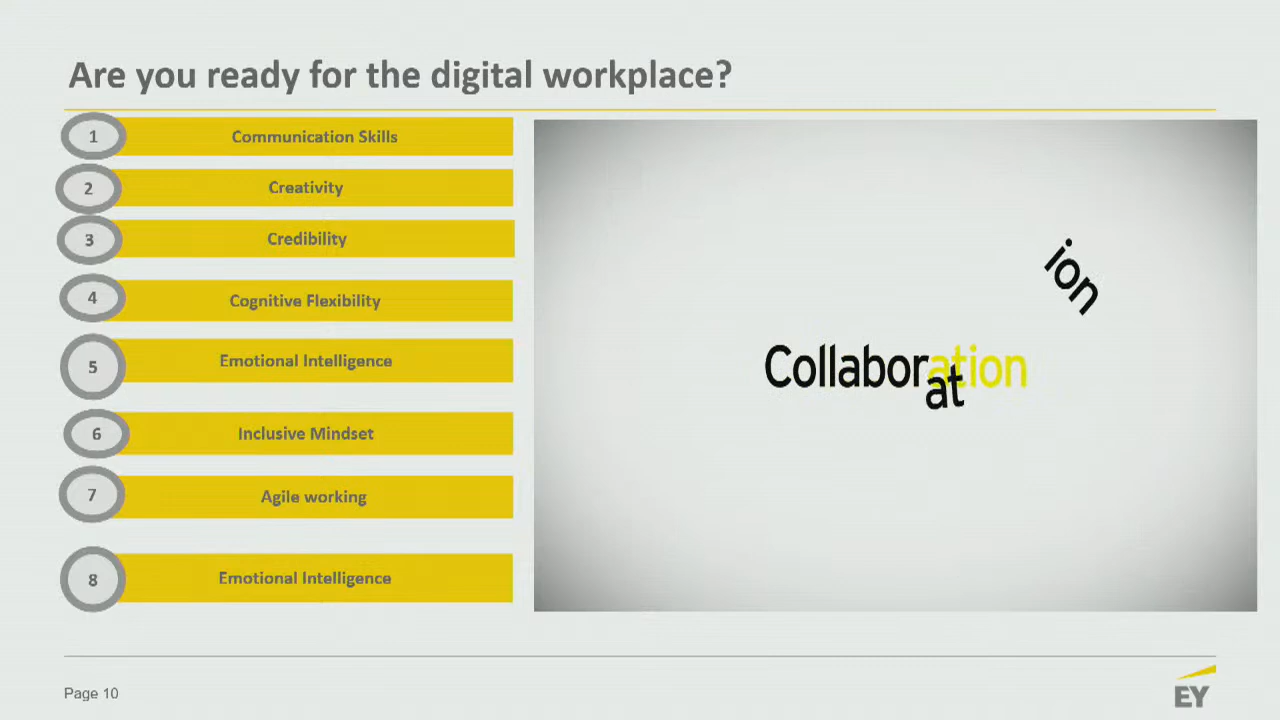 Are you ready for the digital workplace?
1 Communication Skills
2 Creativity
3 Credibility
4 Cognitive Flexibility
5 Emotional Intelligence
6 Inclusive Mindset
7 Agile working
8 Emotional Intelligence
ion
Collaboration
at
Page 10
EY